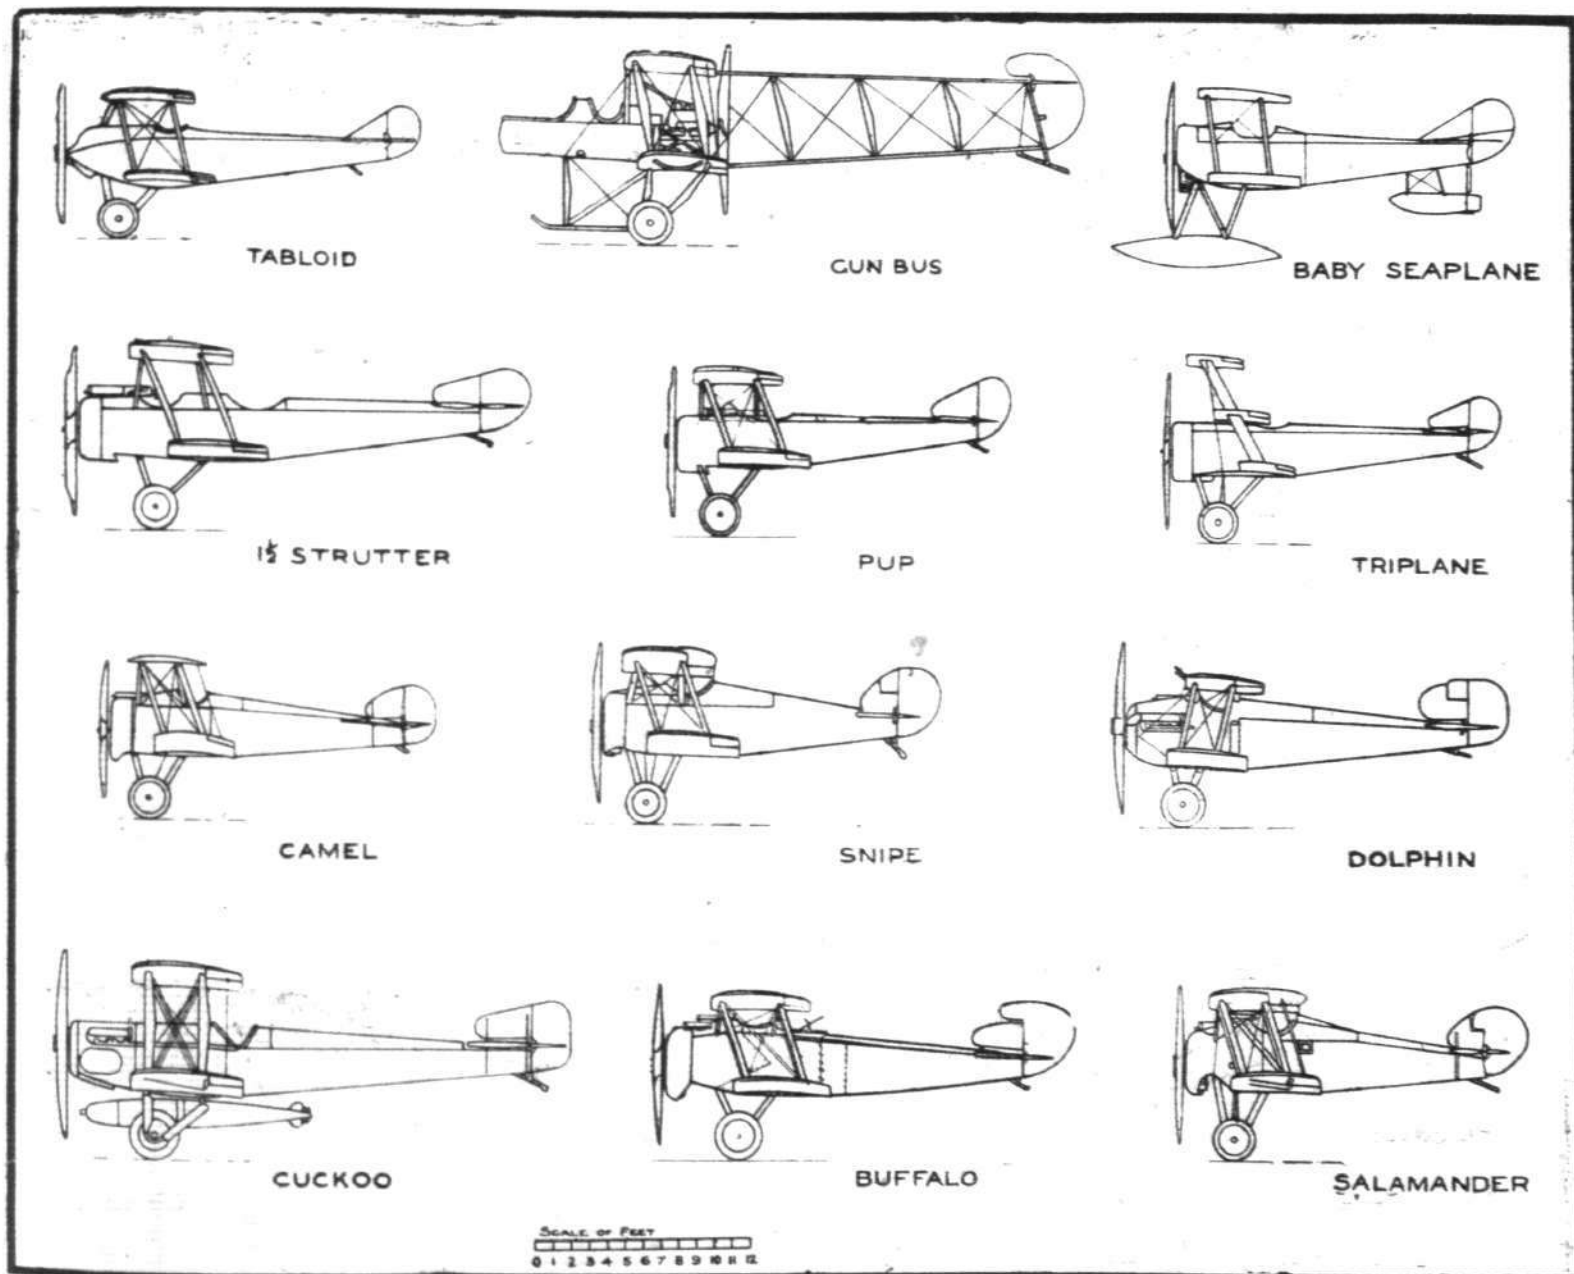 TABLOID
GUN BUS
BABY SEAPLANE
1½ STRUTTER
PUP
TRIPLANE
CAMEL
SNIPE
DOLPHIN
CUCKOO
BUFFALO
SALAMANDER
SCALE OF FEET
0 1 2 3 4 5 6 7 8 9 10 11 12